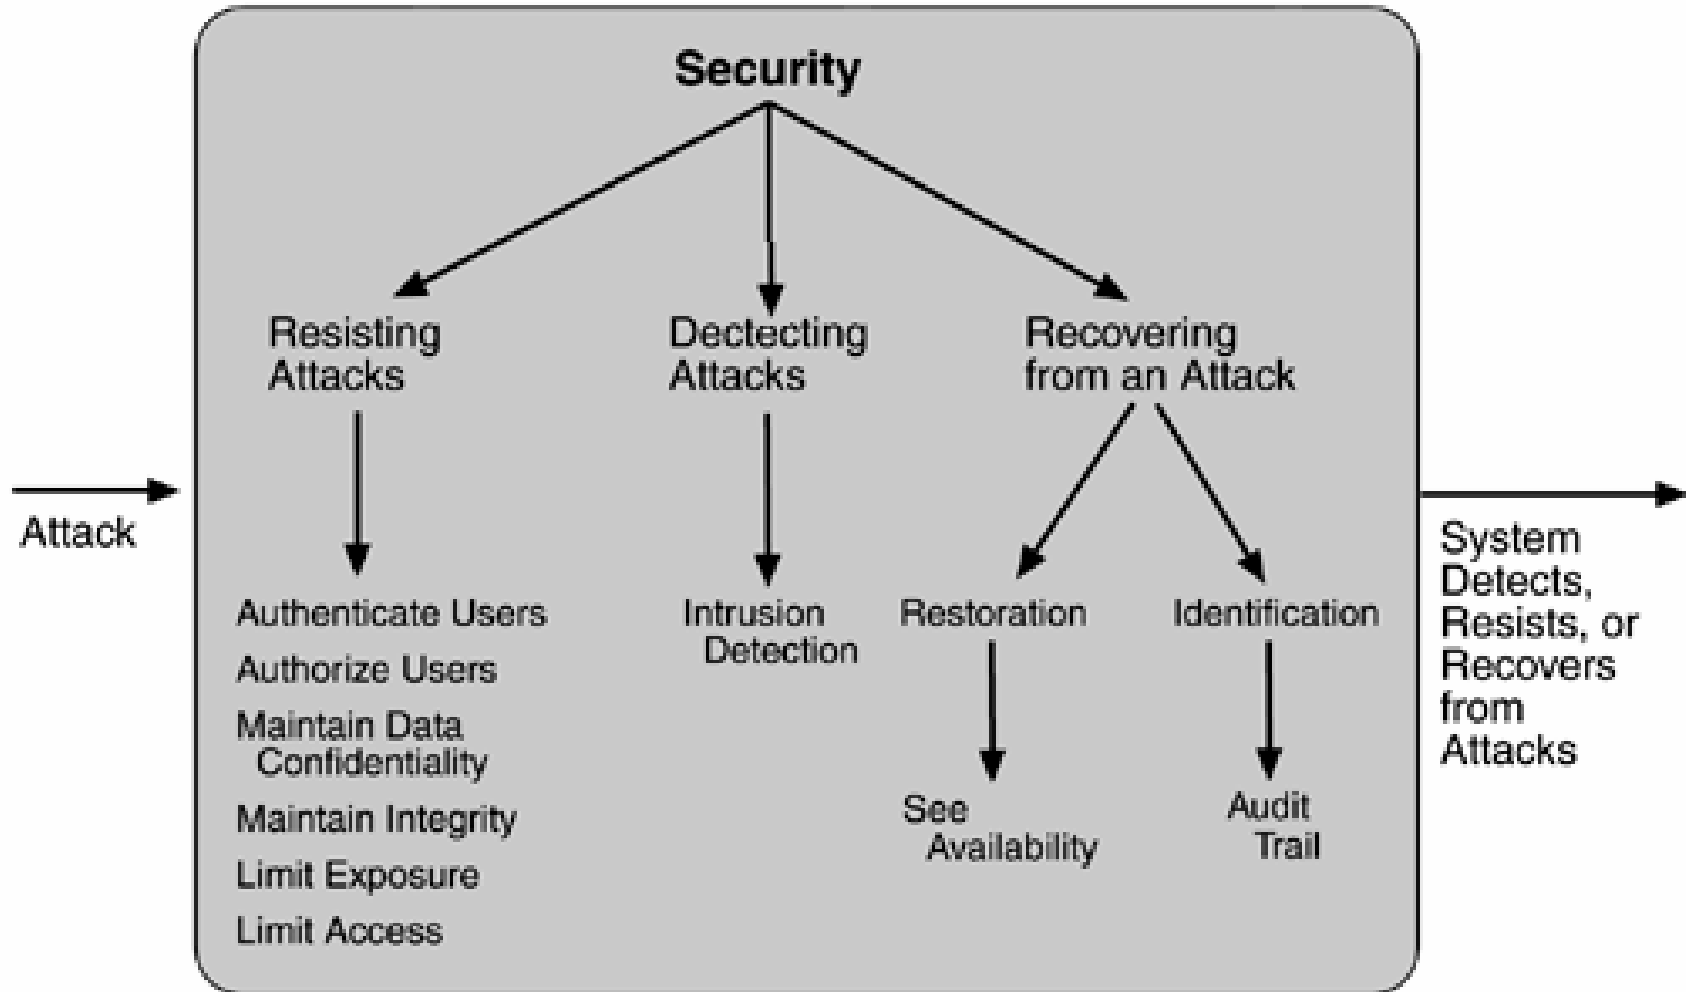 Security
Resisting
Attacks
Dectecting
Attacks
Recovering
from an Attack
Attack
Authenticate Users
Authorize Users
Maintain Data
Confidentiality
Maintain Integrity
Limit Exposure
Limit Access
Intrusion
Detection
Restoration
Identification
See
Availability
Audit
Trail
System
Detects,
Resists, or
Recovers
from
Attacks